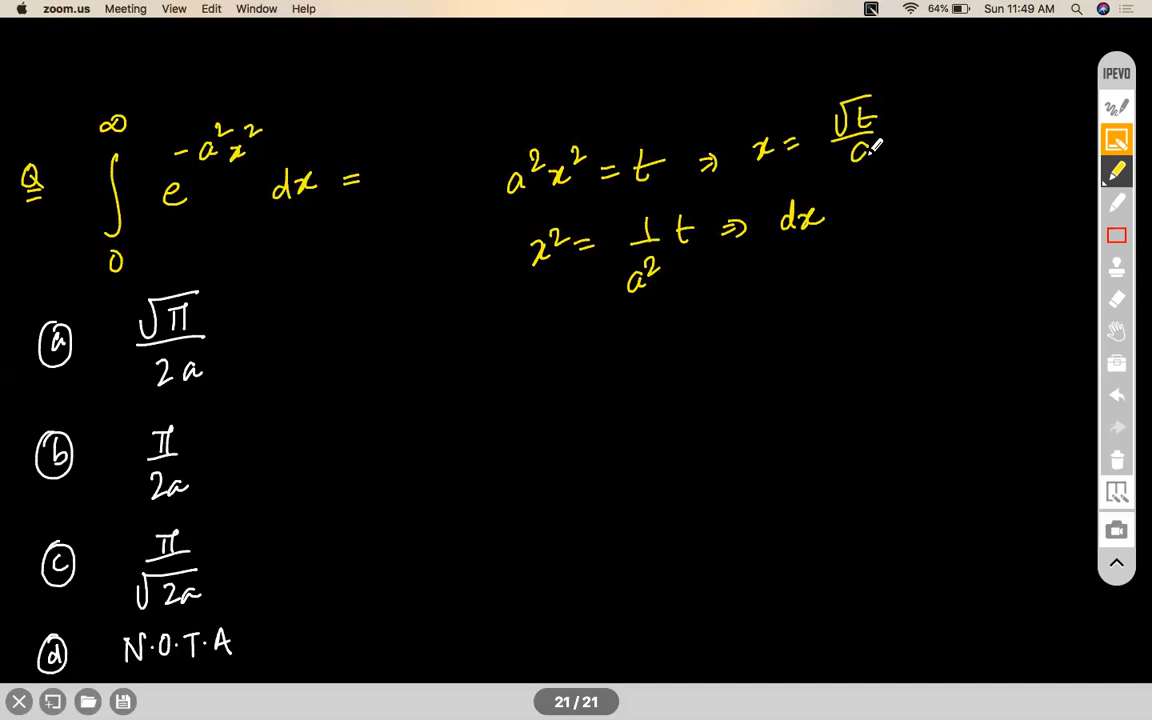 zoom.us Meeting View Edit Window Help 64% Sun 11:49 AM
IPEVO
Q ∫₀^∞ e^(-a²x²) dx =
a²x² = t ⇒ x = √t/a
x² = 1/a² t ⇒ dx
(a) √π/2a
(b) π/2a
(c) π/√2a
(d) N.O.T.A
21 / 21